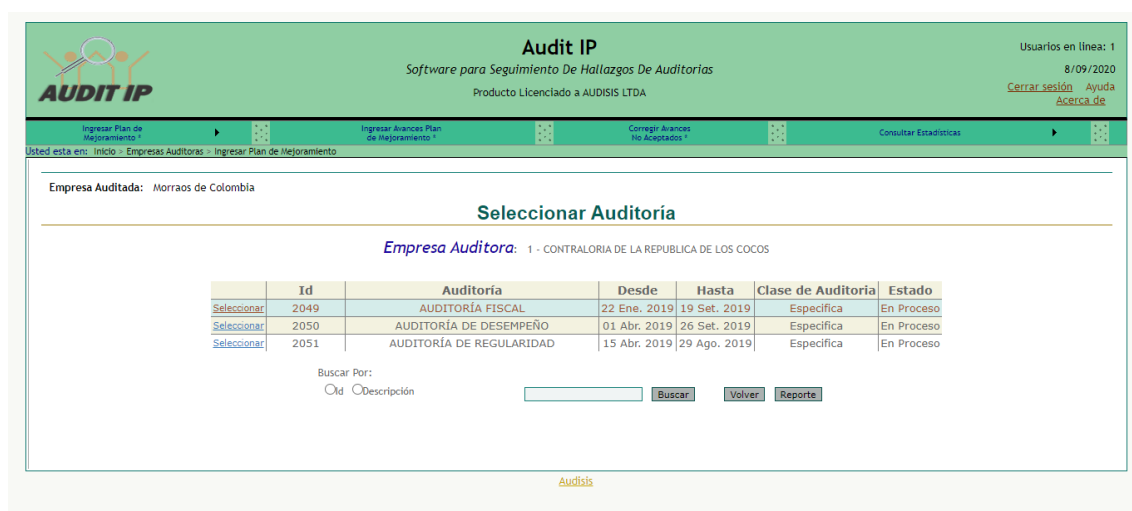 Audit IP
Software para Seguimiento De Hallazgos De Auditorias
Producto Licenciado a AUDISIS LTDA
AUDIT IP
Usuarios en línea: 1
8/09/2020
Cerrar sesión Ayuda
Acerca de
Ingresar Plan de
Mejoramiento *
Ingresar Avances Plan
de Mejoramiento *
Corregir Avances
No Aceptados *
Consultar Estadísticas
Usted esta en: Inicio > Empresas Auditoras > Ingresar Plan de Mejoramiento
Empresa Auditada: Morraos de Colombia
Seleccionar Auditoría
Empresa Auditora: 1 - CONTRALORIA DE LA REPUBLICA DE LOS COCOS
Id Auditoría Desde Hasta Clase de Auditoria Estado
Seleccionar 2049 AUDITORÍA FISCAL 22 Ene. 2019 19 Set. 2019 Especifica En Proceso
Seleccionar 2050 AUDITORÍA DE DESEMPEÑO 01 Abr. 2019 26 Set. 2019 Especifica En Proceso
Seleccionar 2051 AUDITORÍA DE REGULARIDAD 15 Abr. 2019 29 Ago. 2019 Especifica En Proceso
Buscar Por:
Id Descripción Buscar Volver Reporte
Audisis